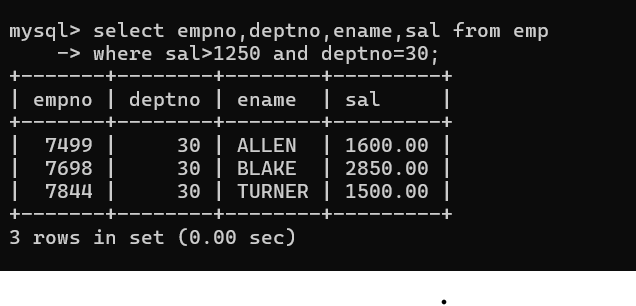 mysql> select empno,deptno,ename,sal from emp
    -> where sal>1250 and deptno=30;
+-------+--------+--------+---------+
| empno | deptno | ename  | sal     |
+-------+--------+--------+---------+
|  7499 |     30 | ALLEN  | 1600.00 |
|  7698 |     30 | BLAKE  | 2850.00 |
|  7844 |     30 | TURNER | 1500.00 |
+-------+--------+--------+---------+
3 rows in set (0.00 sec)
.